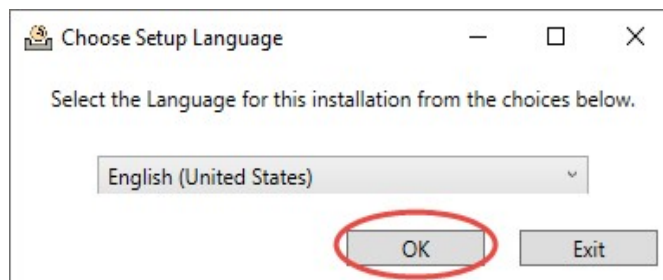 Choose Setup Language
Select the Language for this installation from the choices below.
English (United States)
OK Exit